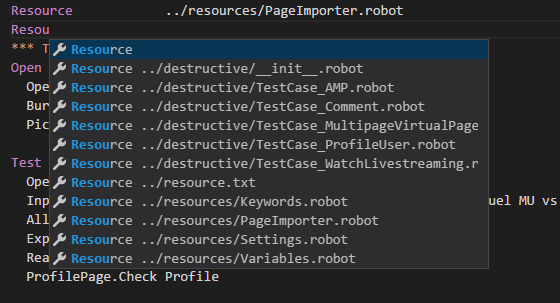 Resource ../resources/PageImporter.robot
Resou
Resource
*** T
Resource ../destructive/__init__.robot
Open
Resource ../destructive/TestCase_AMP.robot
Ope
Resource ../destructive/TestCase_Comment.robot
Bur
Resource ../destructive/TestCase_MultipageVirtualPage
Pic
Resource ../destructive/TestCase_ProfileUser.robot
Resource ../destructive/TestCase_WatchLivestreaming.r
Test
Resource ../resource.txt
Ope
Resource ../resources/Keywords.robot
Inp uel MU vs
Resource ../resources/PageImporter.robot
All
Resource ../resources/Settings.robot
Exp
Resource ../resources/Variables.robot
Rea
ProfilePage.Check Profile